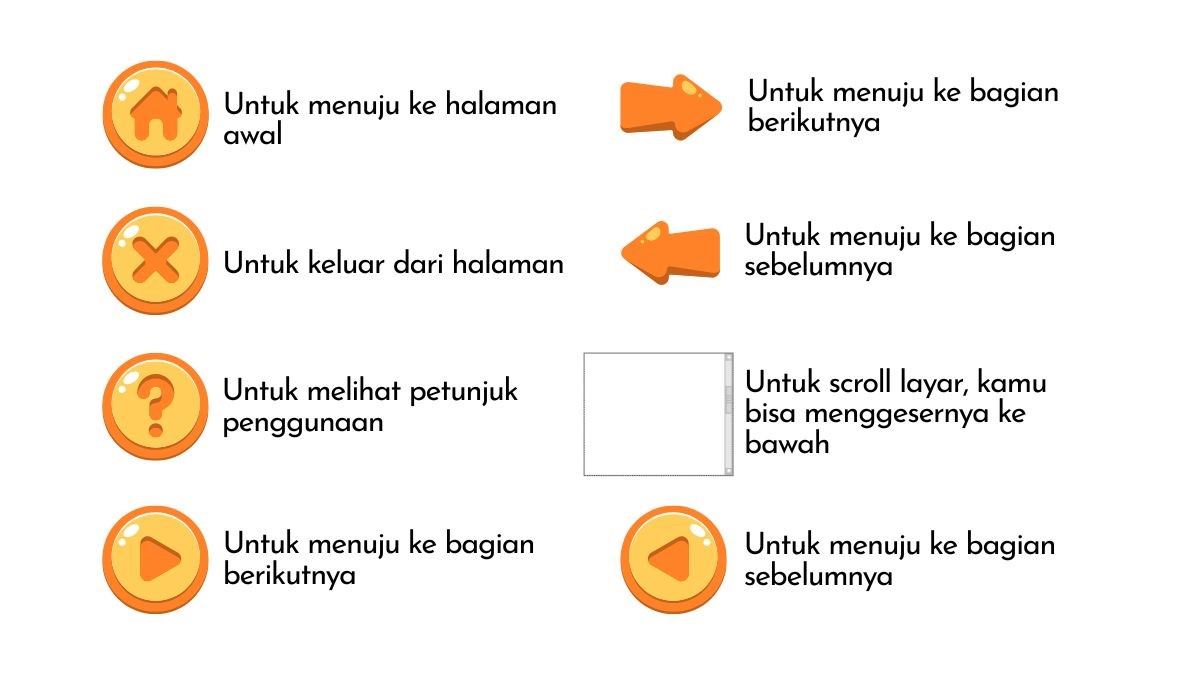 Untuk menuju ke halaman
awal
Untuk keluar dari halaman
Untuk melihat petunjuk
penggunaan
Untuk menuju ke bagian
berikutnya
Untuk menuju ke bagian
berikutnya
Untuk menuju ke bagian
sebelumnya
Untuk scroll layar, kamu
bisa menggesernya ke
bawah
Untuk menuju ke bagian
sebelumnya